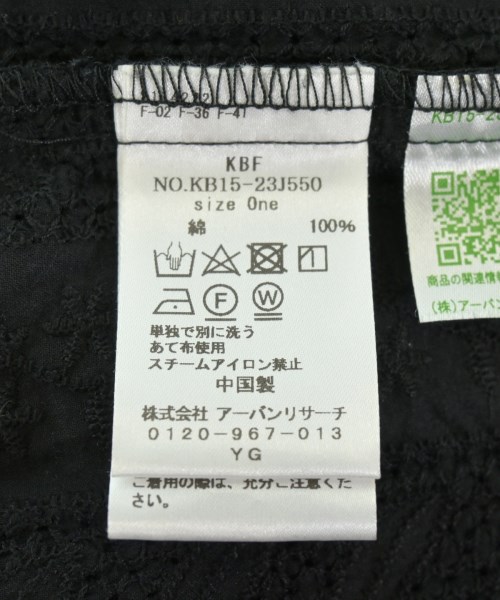 F-02 F-36 F-41
KBF
NO.KB15-23J550
size One
綿 100%
F W
単独で別に洗う
あて布使用
スチームアイロン禁止
中国製
株式会社 アーバンリサーチ
0120-967-013
YG
ご着用の際は、充分ご注意くだ
さい。
KB15-23
商品の関連情報
(株)アーバン